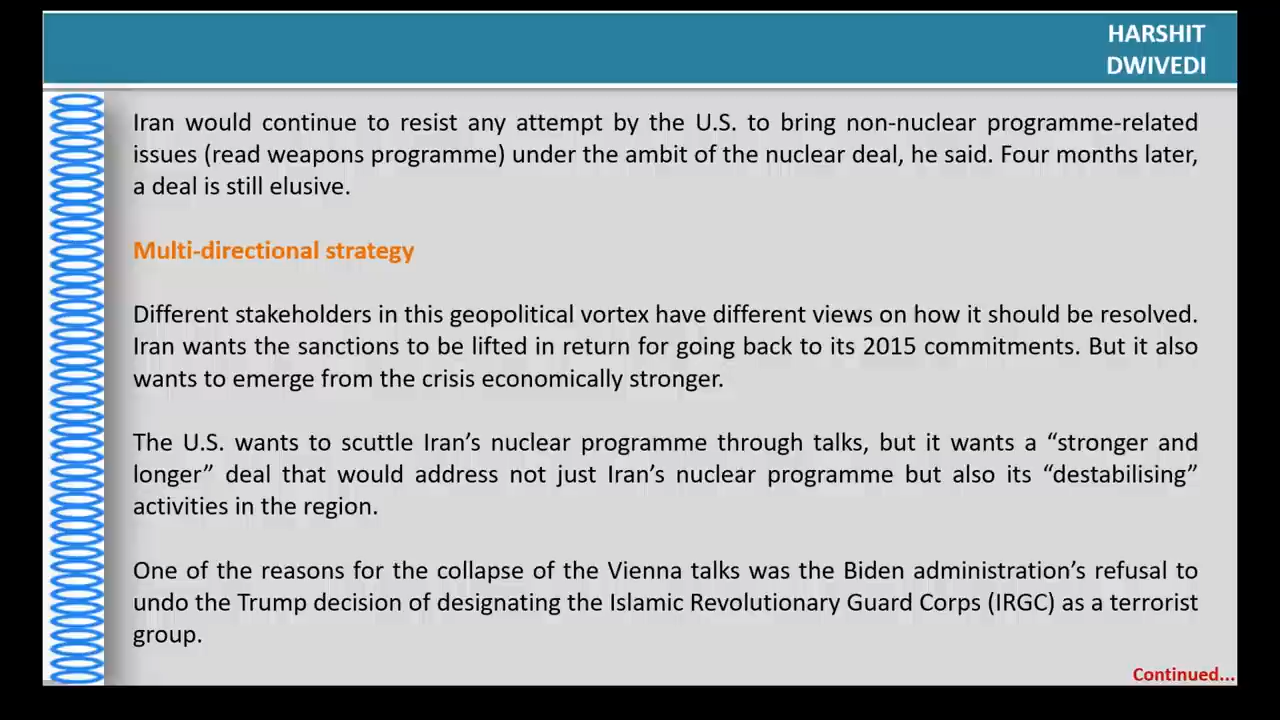 HARSHIT
DWIVEDI
Iran would continue to resist any attempt by the U.S. to bring non-nuclear programme-related
issues (read weapons programme) under the ambit of the nuclear deal, he said. Four months later,
a deal is still elusive.
Multi-directional strategy
Different stakeholders in this geopolitical vortex have different views on how it should be resolved.
Iran wants the sanctions to be lifted in return for going back to its 2015 commitments. But it also
wants to emerge from the crisis economically stronger.
The U.S. wants to scuttle Iran’s nuclear programme through talks, but it wants a “stronger and
longer” deal that would address not just Iran’s nuclear programme but also its “destabilising”
activities in the region.
One of the reasons for the collapse of the Vienna talks was the Biden administration’s refusal to
undo the Trump decision of designating the Islamic Revolutionary Guard Corps (IRGC) as a terrorist
group.
Continued...